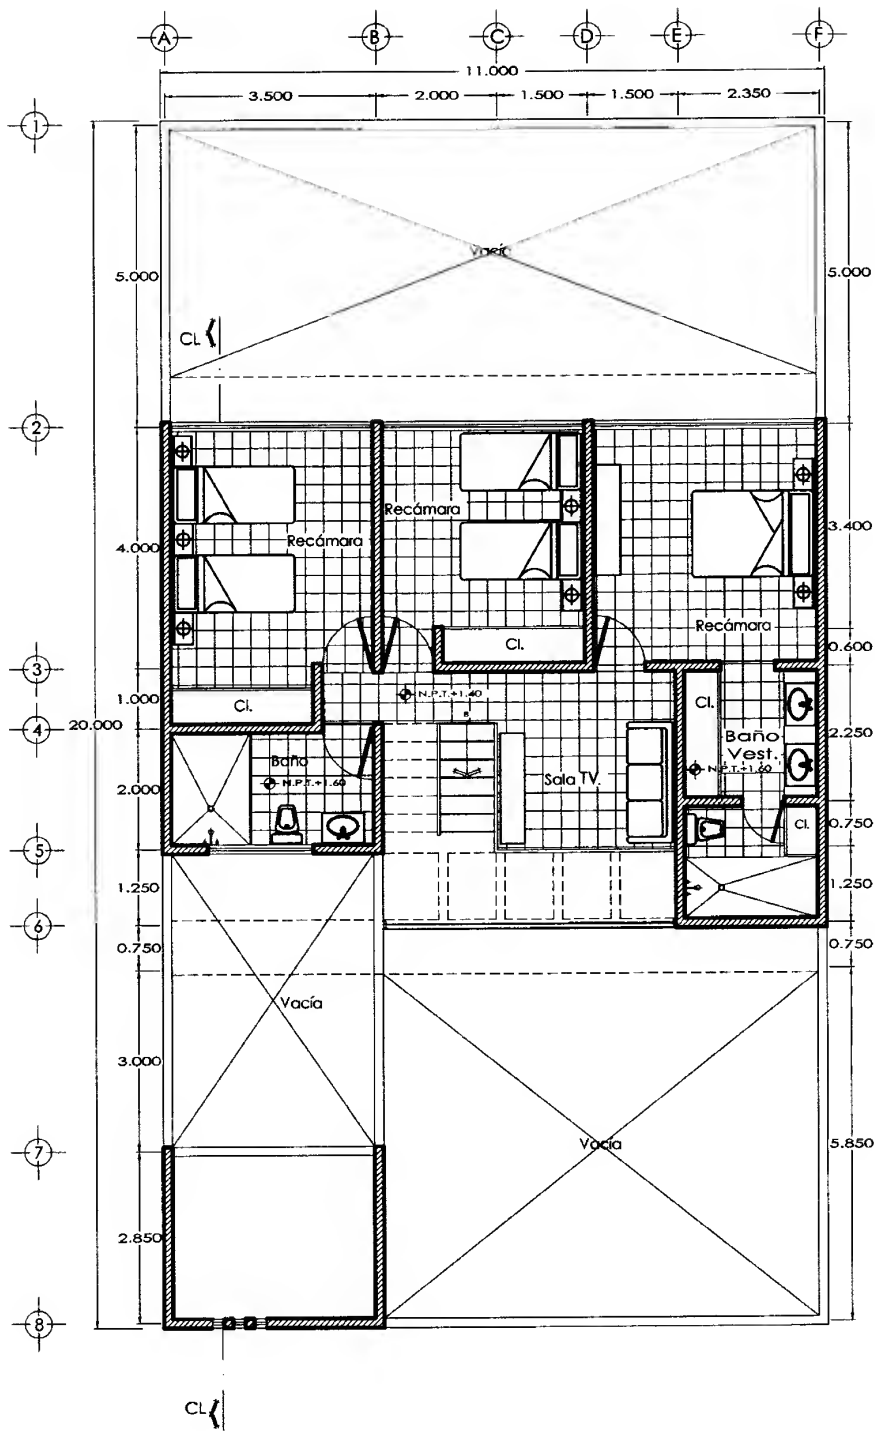 A B C D E F
11.000
3.500 2.000 1.500 1.500 2.350
1
Vacía
5.000 5.000
CL
2
Recámara
Recámara
4.000 3.400
Recámara
0.600
3
Cl.
Cl.
N.P.T.+1.40
Cl.
1.000
20.000
4
B
Baño
Vest.
2.250
Baño
N.P.T.+1.60
Sala TV.
N.P.T.+1.60
2.000
0.750
Cl.
5
1.250 1.250
6
0.750 0.750
Vacía
3.000
7
Vacía
5.850
2.850
8
CL